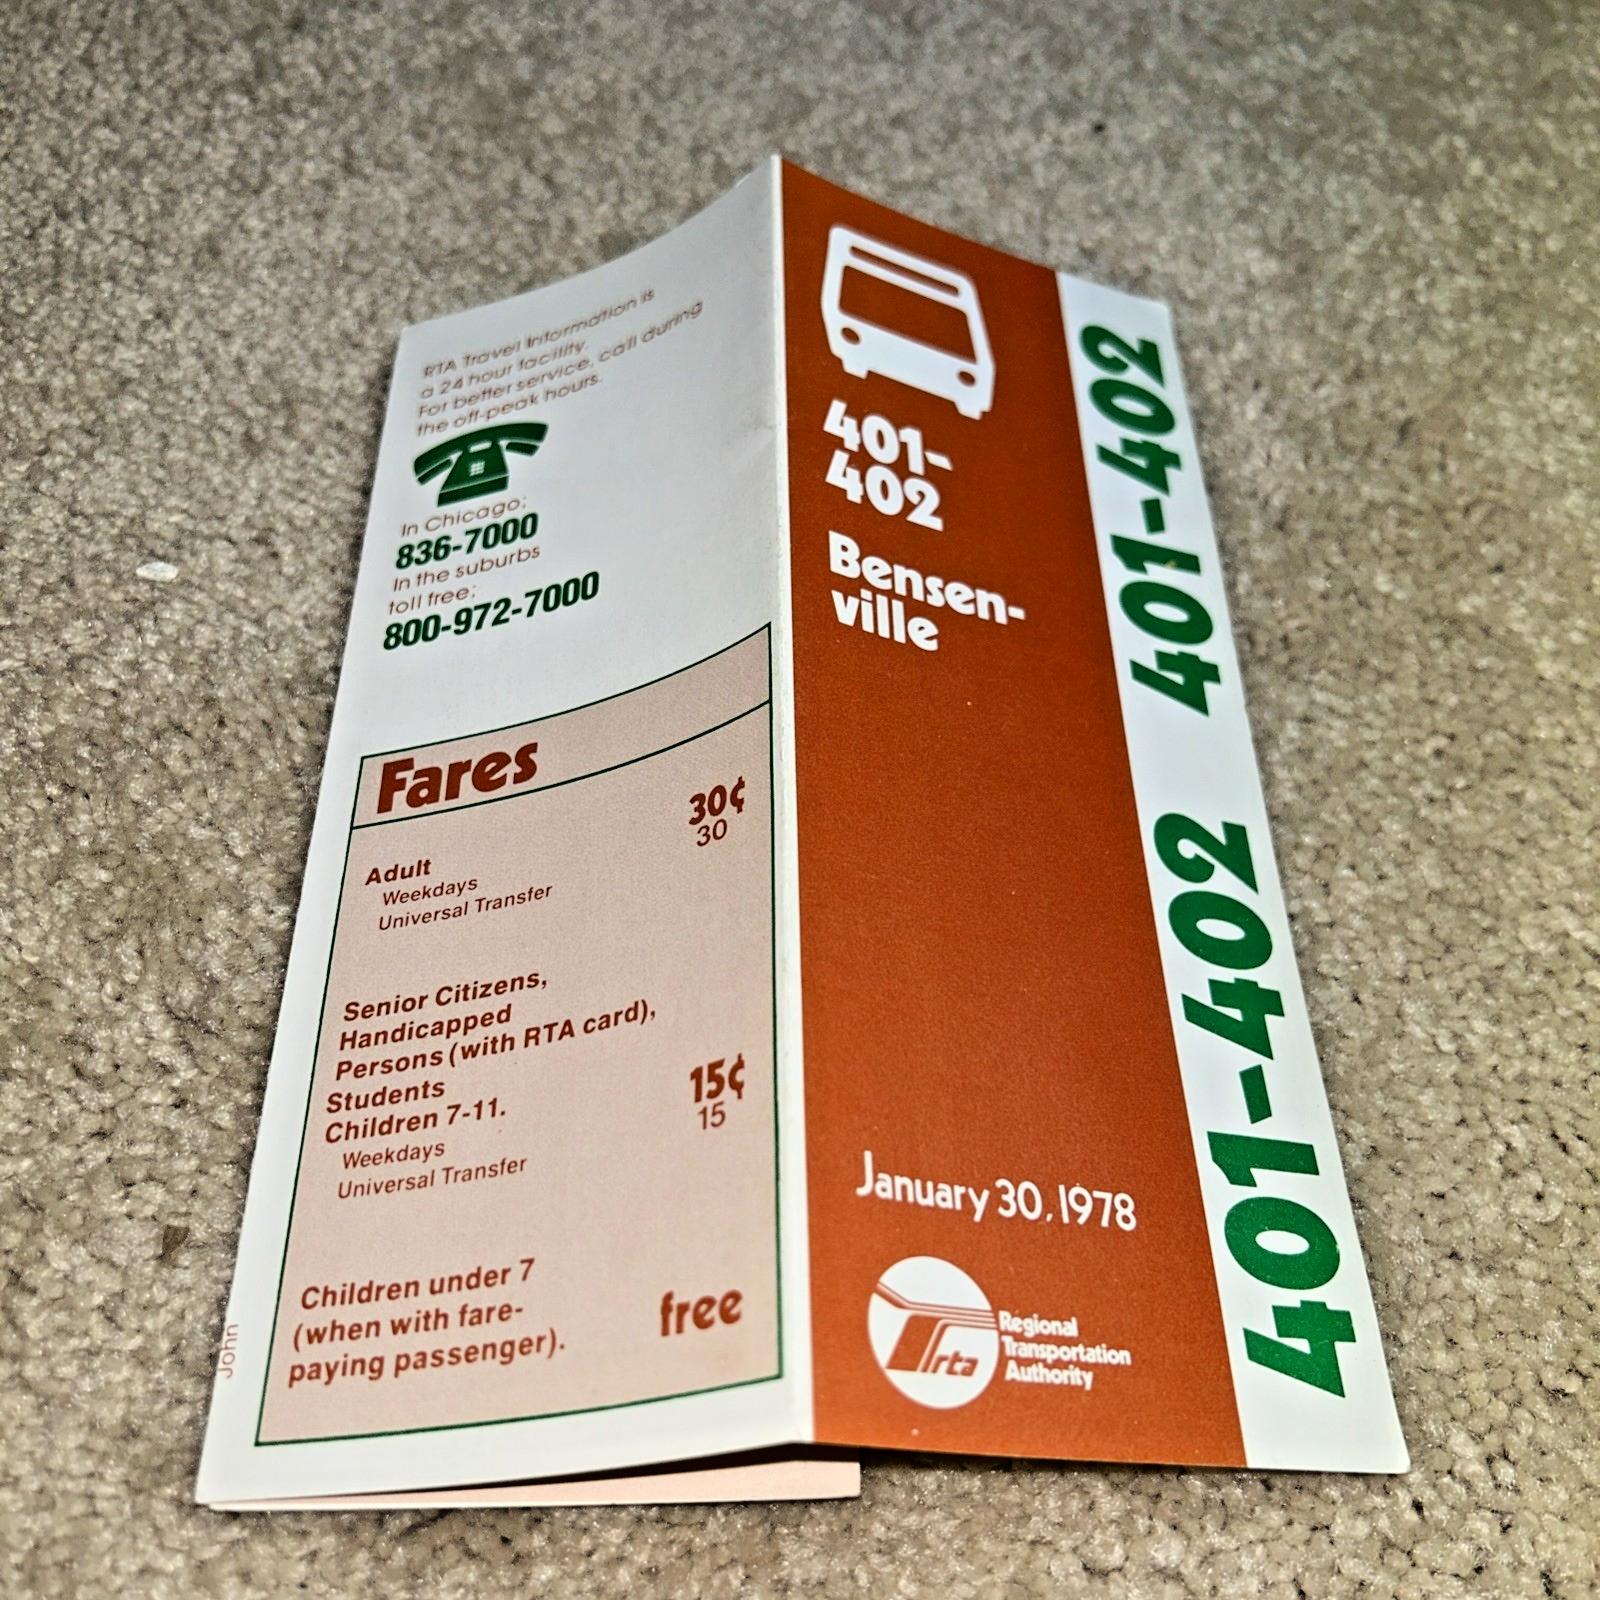 RTA Travel Information is
a 24 hour facility.
For better service, call during
the off-peak hours.
In Chicago:
836-7000
In the suburbs
toll free:
800-972-7000
Fares
Adult
30¢
Weekdays
30
Universal Transfer
Senior Citizens,
Handicapped
Persons (with RTA card),
Students
Children 7-11.
15¢
Weekdays
15
Universal Transfer
Children under 7
(when with fare-
paying passenger).
free
John
401-
402
Bensen-
ville
January 30, 1978
rta
Regional
Transportation
Authority
401-402 401-402